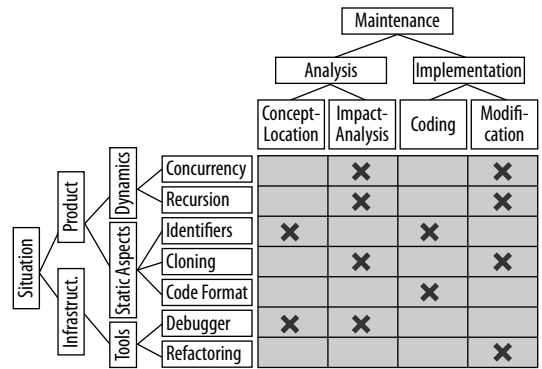 Maintenance
Analysis
Implementation
Concept-
Location
Impact-
Analysis
Coding
Modifi-
cation
Situation
Product
Infrastruct.
Dynamics
Static Aspects
Tools
Concurrency
Recursion
Identifiers
Cloning
Code Format
Debugger
Refactoring